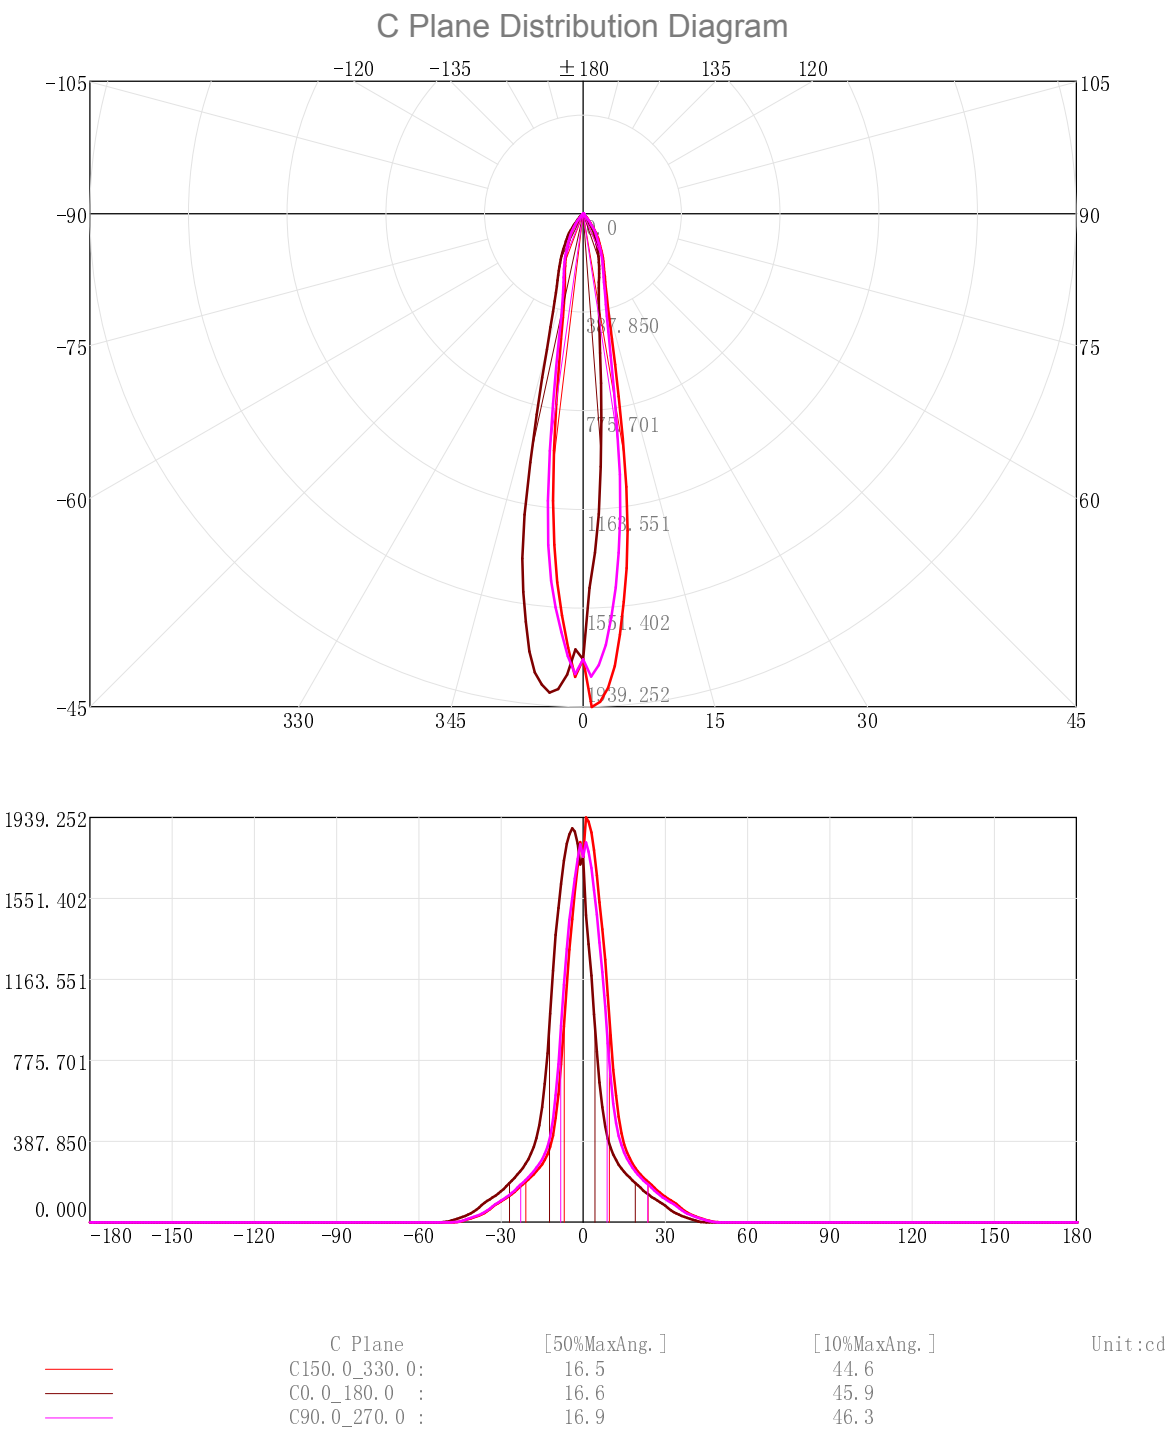 C Plane Distribution Diagram
-120 -135 ±180 135 120
-105 105
-90 90
0.0
387.850
-75 75
775.701
-60 60
1163.551
1551.402
1939.252
-45
330 345 0 15 30 45
1939.252
1551.402
1163.551
775.701
387.850
0.000
-180 -150 -120 -90 -60 -30 0 30 60 90 120 150 180
C Plane [50%MaxAng.] [10%MaxAng.] Unit:cd
C150.0_330.0: 16.5 44.6
C0.0_180.0 : 16.6 45.9
C90.0_270.0 : 16.9 46.3